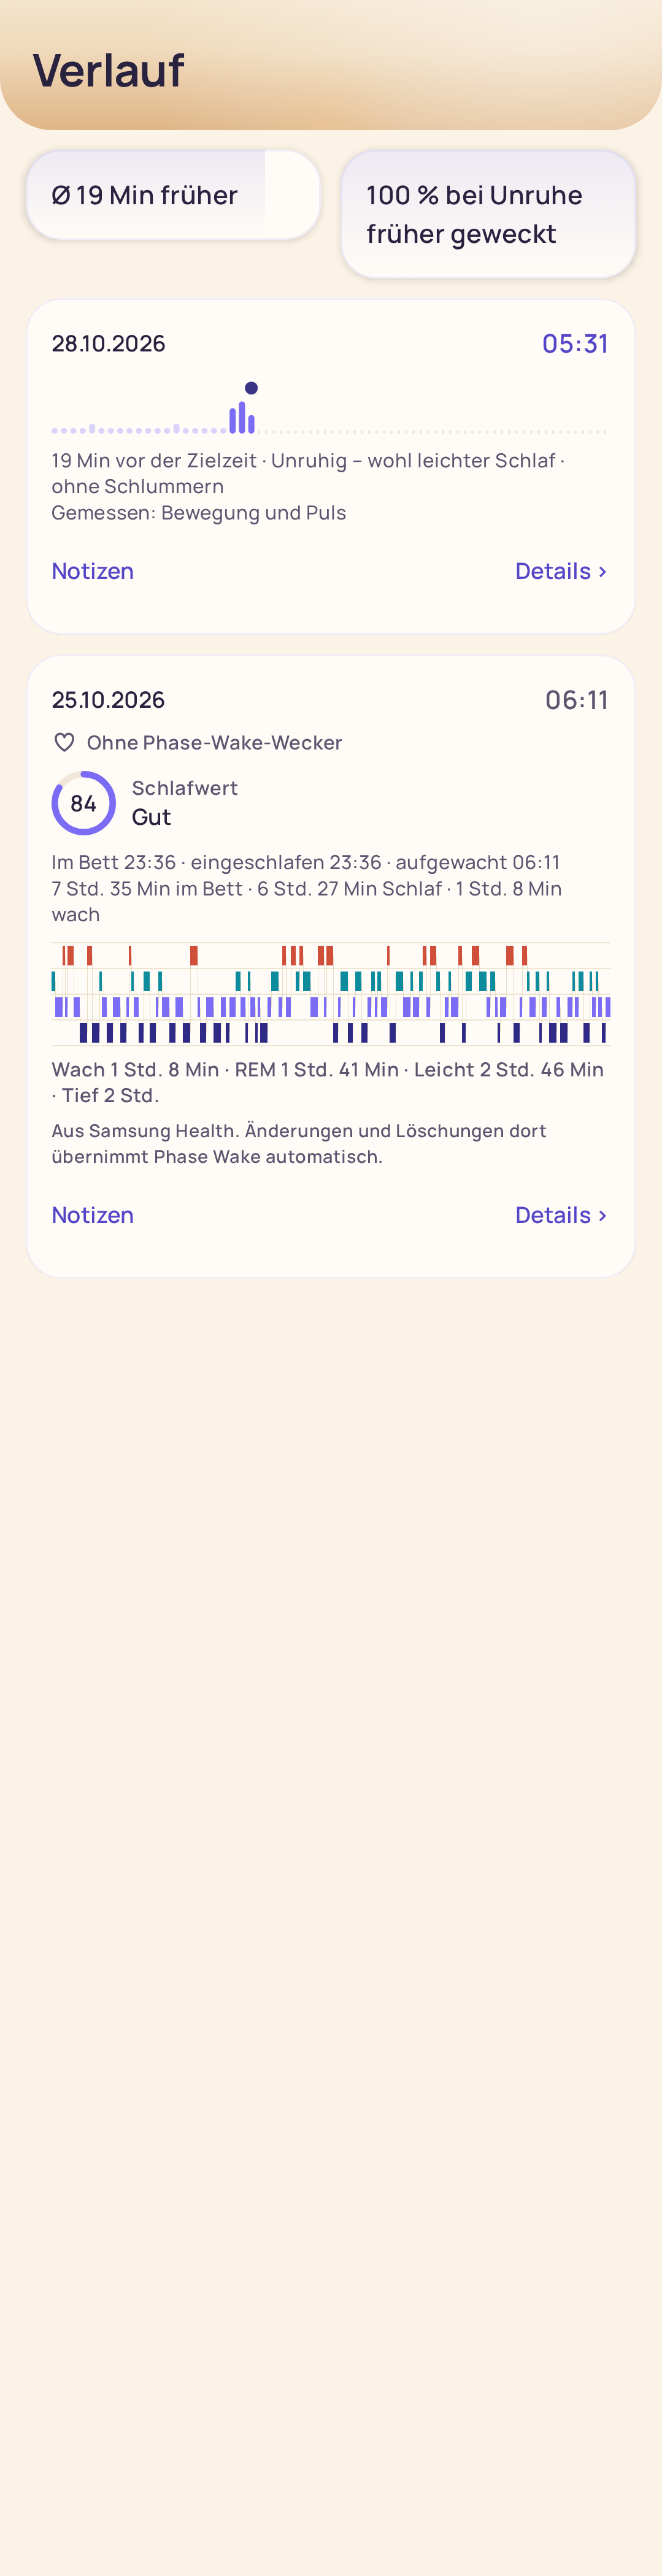 Verlauf
Ø 19 Min früher
100 % bei Unruhe
früher geweckt
28.10.2026
05:31
19 Min vor der Zielzeit · Unruhig – wohl leichter Schlaf ·
ohne Schlummern
Gemessen: Bewegung und Puls
Notizen
Details ›
25.10.2026
06:11
Ohne Phase-Wake-Wecker
84
Schlafwert
Gut
Im Bett 23:36 · eingeschlafen 23:36 · aufgewacht 06:11
7 Std. 35 Min im Bett · 6 Std. 27 Min Schlaf · 1 Std. 8 Min
wach
Wach 1 Std. 8 Min · REM 1 Std. 41 Min · Leicht 2 Std. 46 Min
· Tief 2 Std.
Aus Samsung Health. Änderungen und Löschungen dort
übernimmt Phase Wake automatisch.
Notizen
Details ›